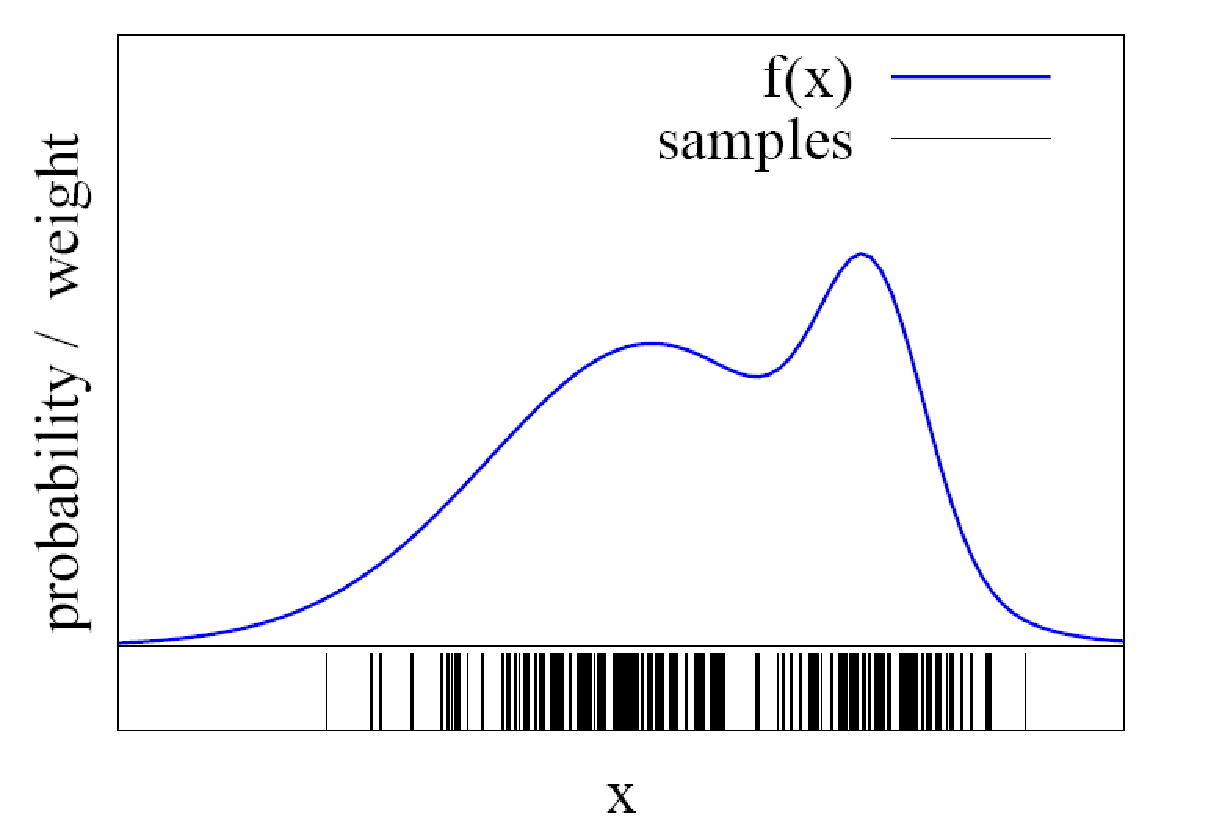 f(x)
samples
probability / weight
x